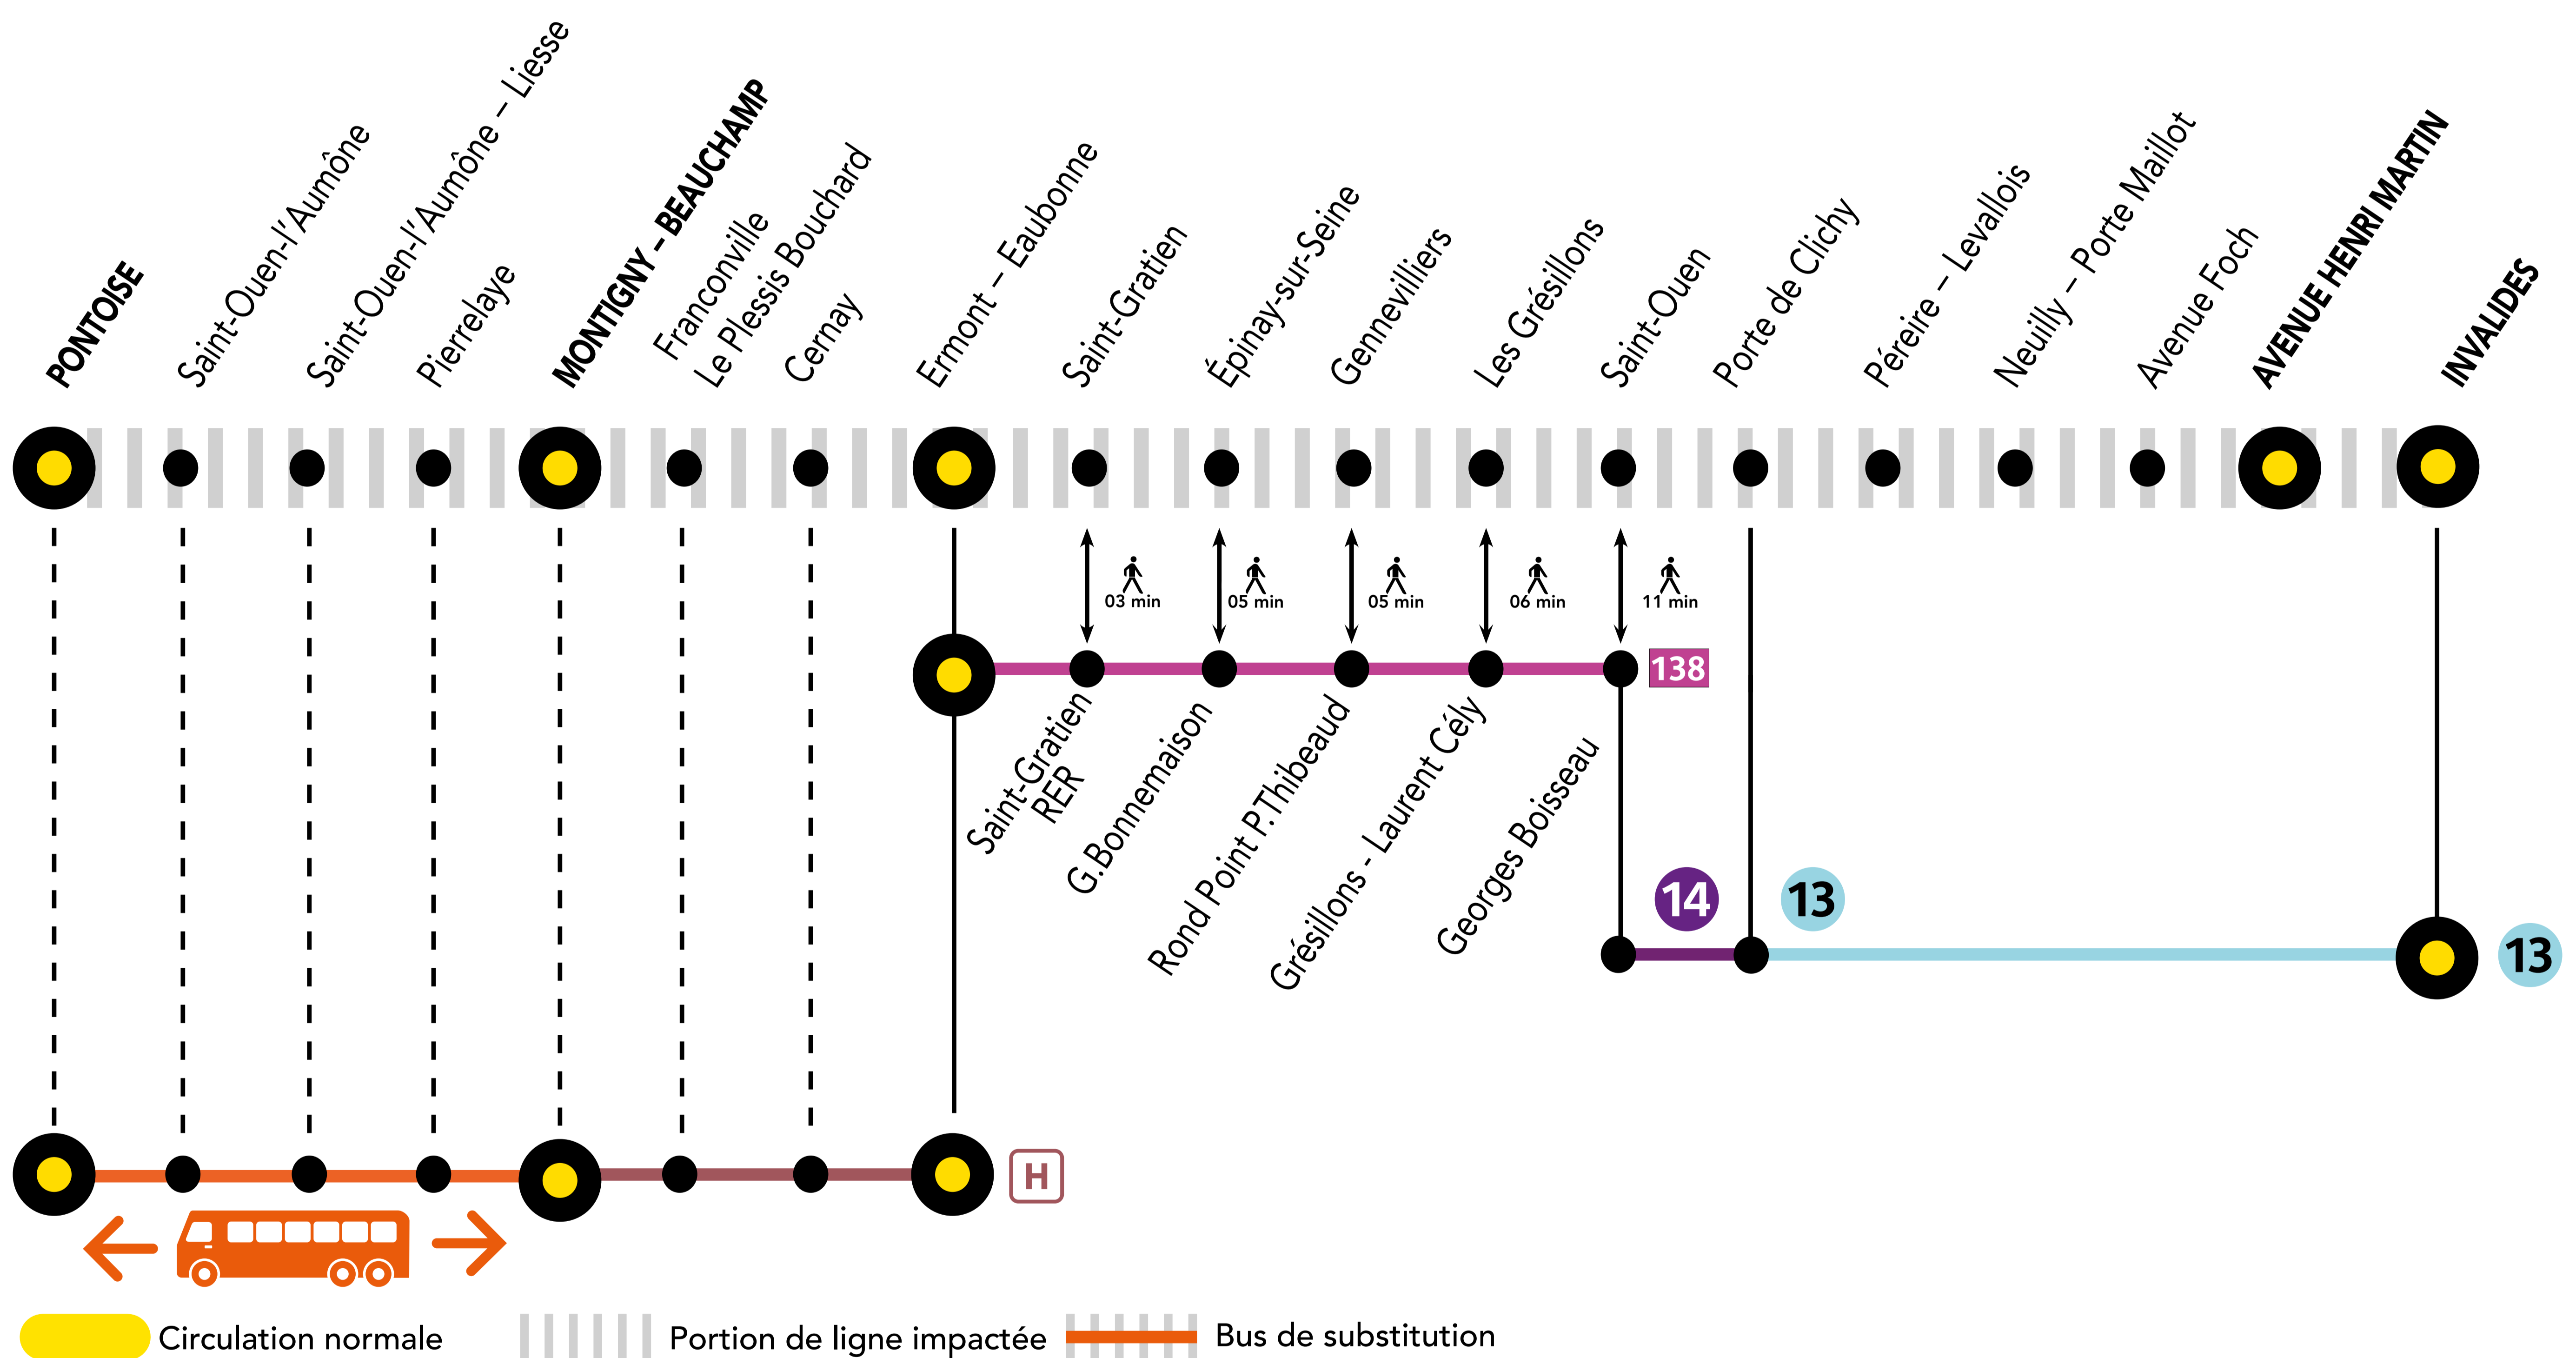 PONTOISE
Saint-Ouen-l'Aumône
Saint-Ouen-l'Aumône – Liesse
Pierrelaye
MONTIGNY – BEAUCHAMP
Franconville
Le Plessis Bouchard
Cernay
Ermont – Eaubonne
Saint-Gratien
Épinay-sur-Seine
Gennevilliers
Les Grésillons
Saint-Ouen
Porte de Clichy
Péreire – Levallois
Neuilly – Porte Maillot
Avenue Foch
AVENUE HENRI MARTIN
INVALIDES
03 min
05 min
05 min
06 min
11 min
138
Saint-Gratien
RER
G.Bonnemaison
Rond Point P.Thibeaud
Grésillons - Laurent Cély
Georges Boisseau
14
13
13
H
Circulation normale
Portion de ligne impactée
Bus de substitution